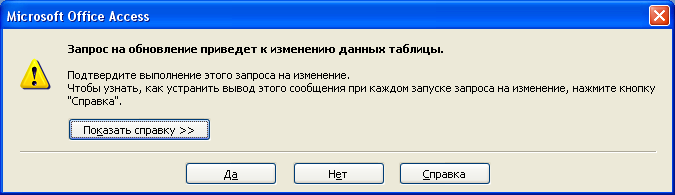 Microsoft Office Access
Запрос на обновление приведет к изменению данных таблицы.
Подтвердите выполнение этого запроса на изменение.
Чтобы узнать, как устранить вывод этого сообщения при каждом запуске запроса на изменение, нажмите кнопку
"Справка".
Показать справку >>
Да
Нет
Справка